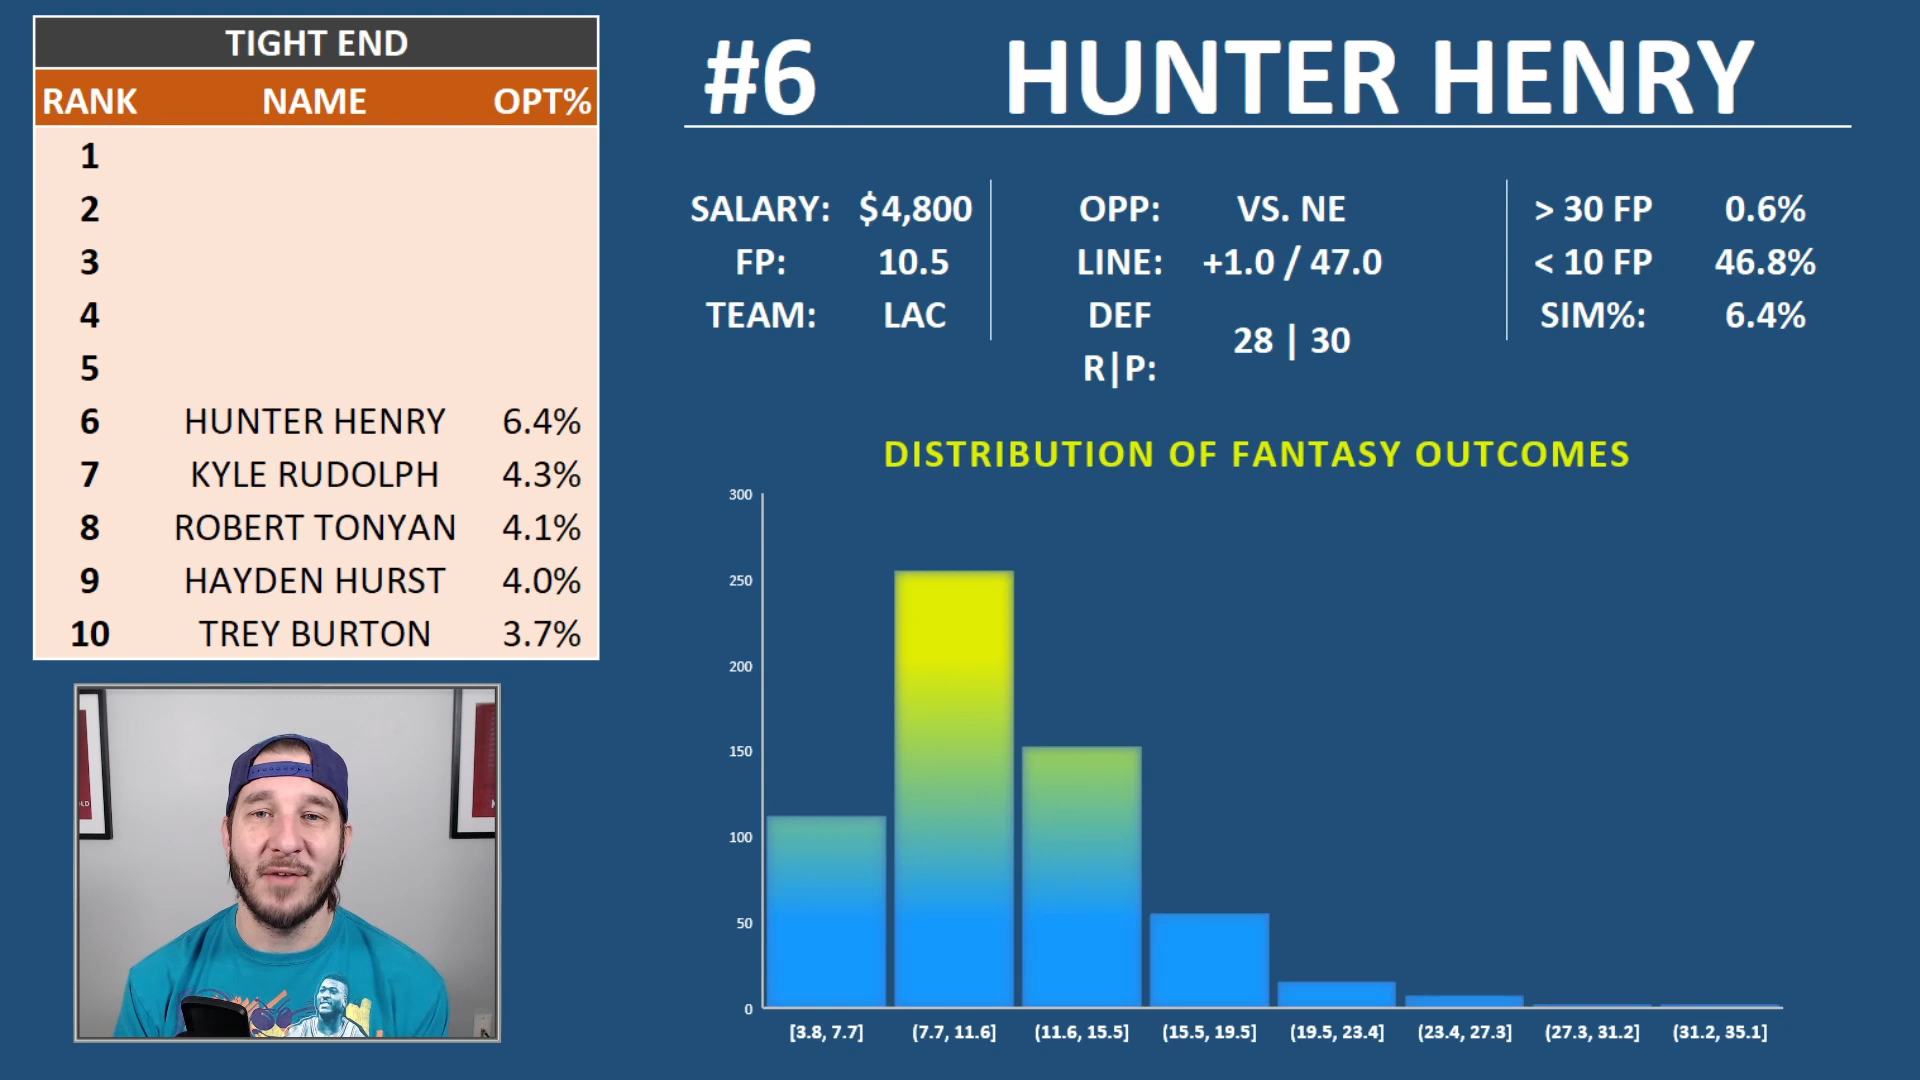 TIGHT END
RANK NAME OPT%
1
2
3
4
5
6 HUNTER HENRY 6.4%
7 KYLE RUDOLPH 4.3%
8 ROBERT TONYAN 4.1%
9 HAYDEN HURST 4.0%
10 TREY BURTON 3.7%
#6 HUNTER HENRY
SALARY: $4,800
FP: 10.5
TEAM: LAC
OPP: VS. NE
LINE: +1.0 / 47.0
DEF
R|P: 28 | 30
> 30 FP 0.6%
< 10 FP 46.8%
SIM%: 6.4%
DISTRIBUTION OF FANTASY OUTCOMES
300
250
200
150
100
50
0
[3.8, 7.7] (7.7, 11.6] (11.6, 15.5] (15.5, 19.5] (19.5, 23.4] (23.4, 27.3] (27.3, 31.2] (31.2, 35.1]